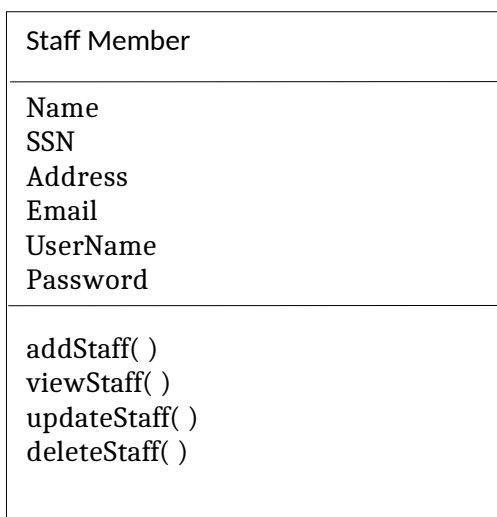 Staff Member
Name
SSN
Address
Email
UserName
Password
addStaff( )
viewStaff( )
updateStaff( )
deleteStaff( )